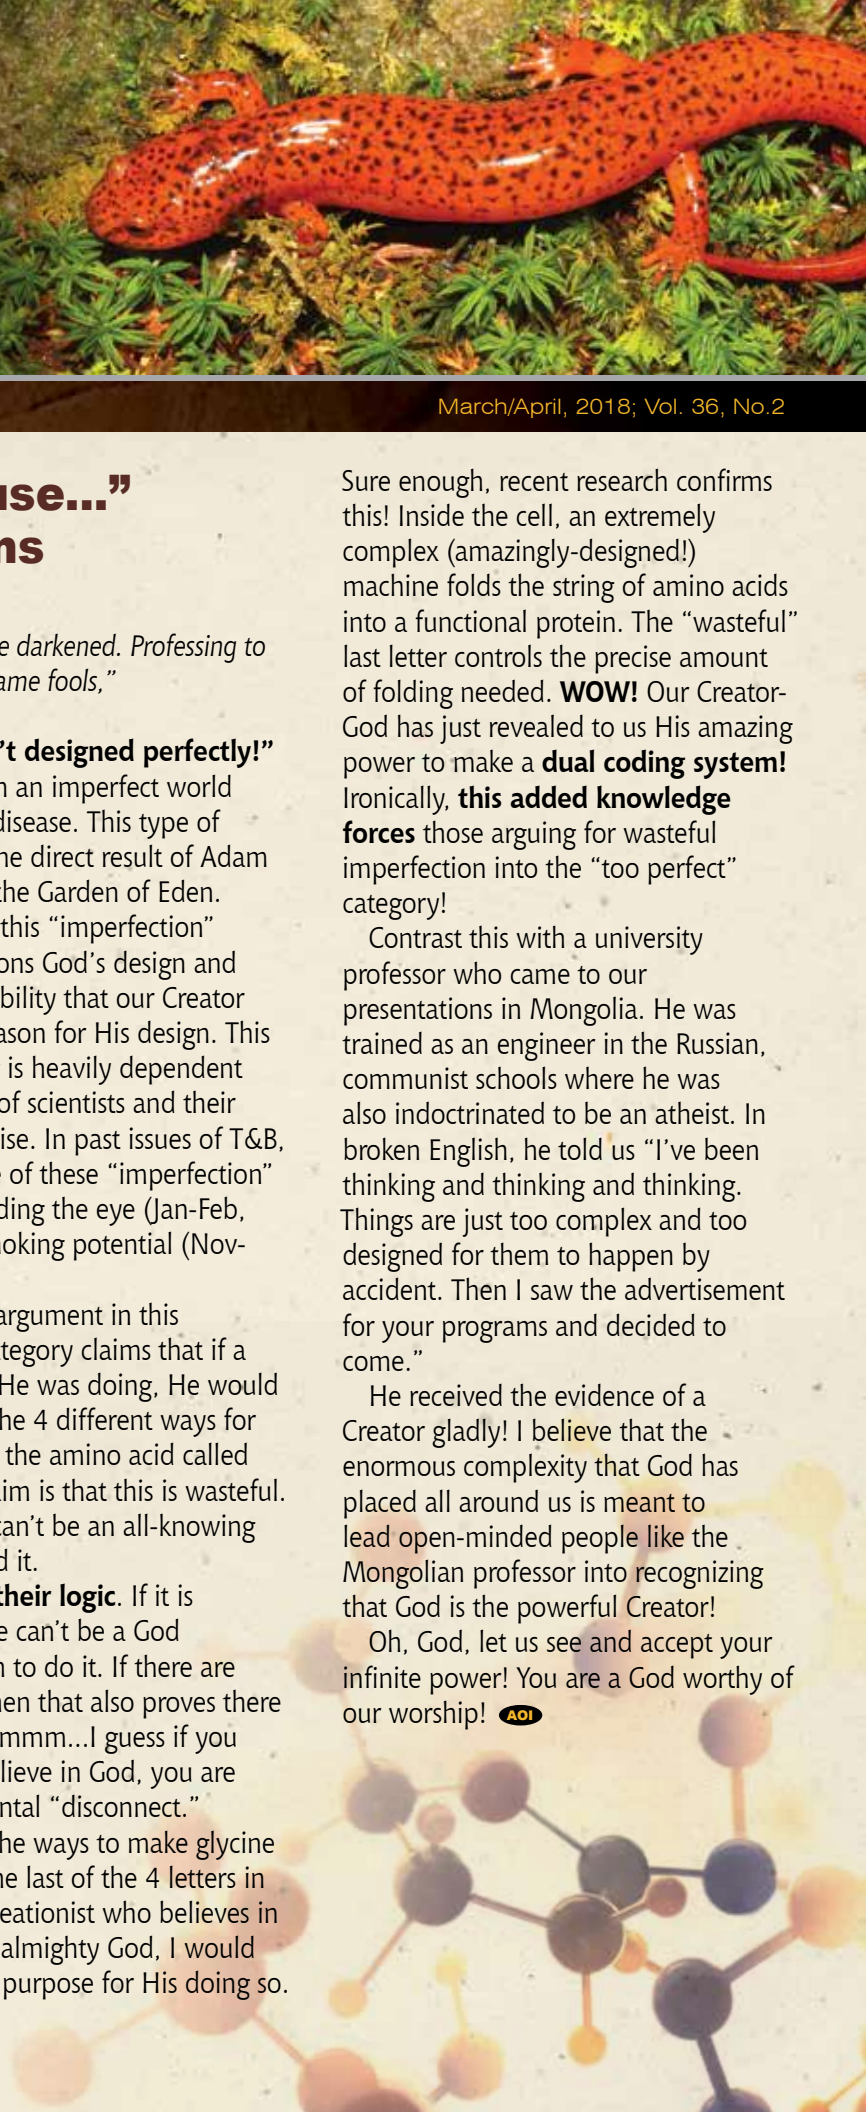 March/April, 2018; Vol. 36, No.2
use...”
ms
e darkened. Professing to
ame fools,”
’t designed perfectly!”
n an imperfect world
disease. This type of
he direct result of Adam
the Garden of Eden.
this “imperfection”
ons God’s design and
bility that our Creator
ason for His design. This
is heavily dependent
of scientists and their
ise. In past issues of T&B,
e of these “imperfection”
ding the eye (Jan-Feb,
moking potential (Nov-
argument in this
tegory claims that if a
He was doing, He would
he 4 different ways for
the amino acid called
im is that this is wasteful.
can’t be an all-knowing
d it.
their logic. If it is
e can’t be a God
n to do it. If there are
hen that also proves there
mmm...I guess if you
lieve in God, you are
ntal “disconnect.”
he ways to make glycine
he last of the 4 letters in
eationist who believes in
almighty God, I would
purpose for His doing so.
Sure enough, recent research confirms
this! Inside the cell, an extremely
complex (amazingly-designed!)
machine folds the string of amino acids
into a functional protein. The “wasteful”
last letter controls the precise amount
of folding needed. WOW! Our Creator-
God has just revealed to us His amazing
power to make a dual coding system!
Ironically, this added knowledge
forces those arguing for wasteful
imperfection into the “too perfect”
category!
Contrast this with a university
professor who came to our
presentations in Mongolia. He was
trained as an engineer in the Russian,
communist schools where he was
also indoctrinated to be an atheist. In
broken English, he told us “I’ve been
thinking and thinking and thinking.
Things are just too complex and too
designed for them to happen by
accident. Then I saw the advertisement
for your programs and decided to
come.”
He received the evidence of a
Creator gladly! I believe that the
enormous complexity that God has
placed all around us is meant to
lead open-minded people like the
Mongolian professor into recognizing
that God is the powerful Creator!
Oh, God, let us see and accept your
infinite power! You are a God worthy of
our worship! AOI